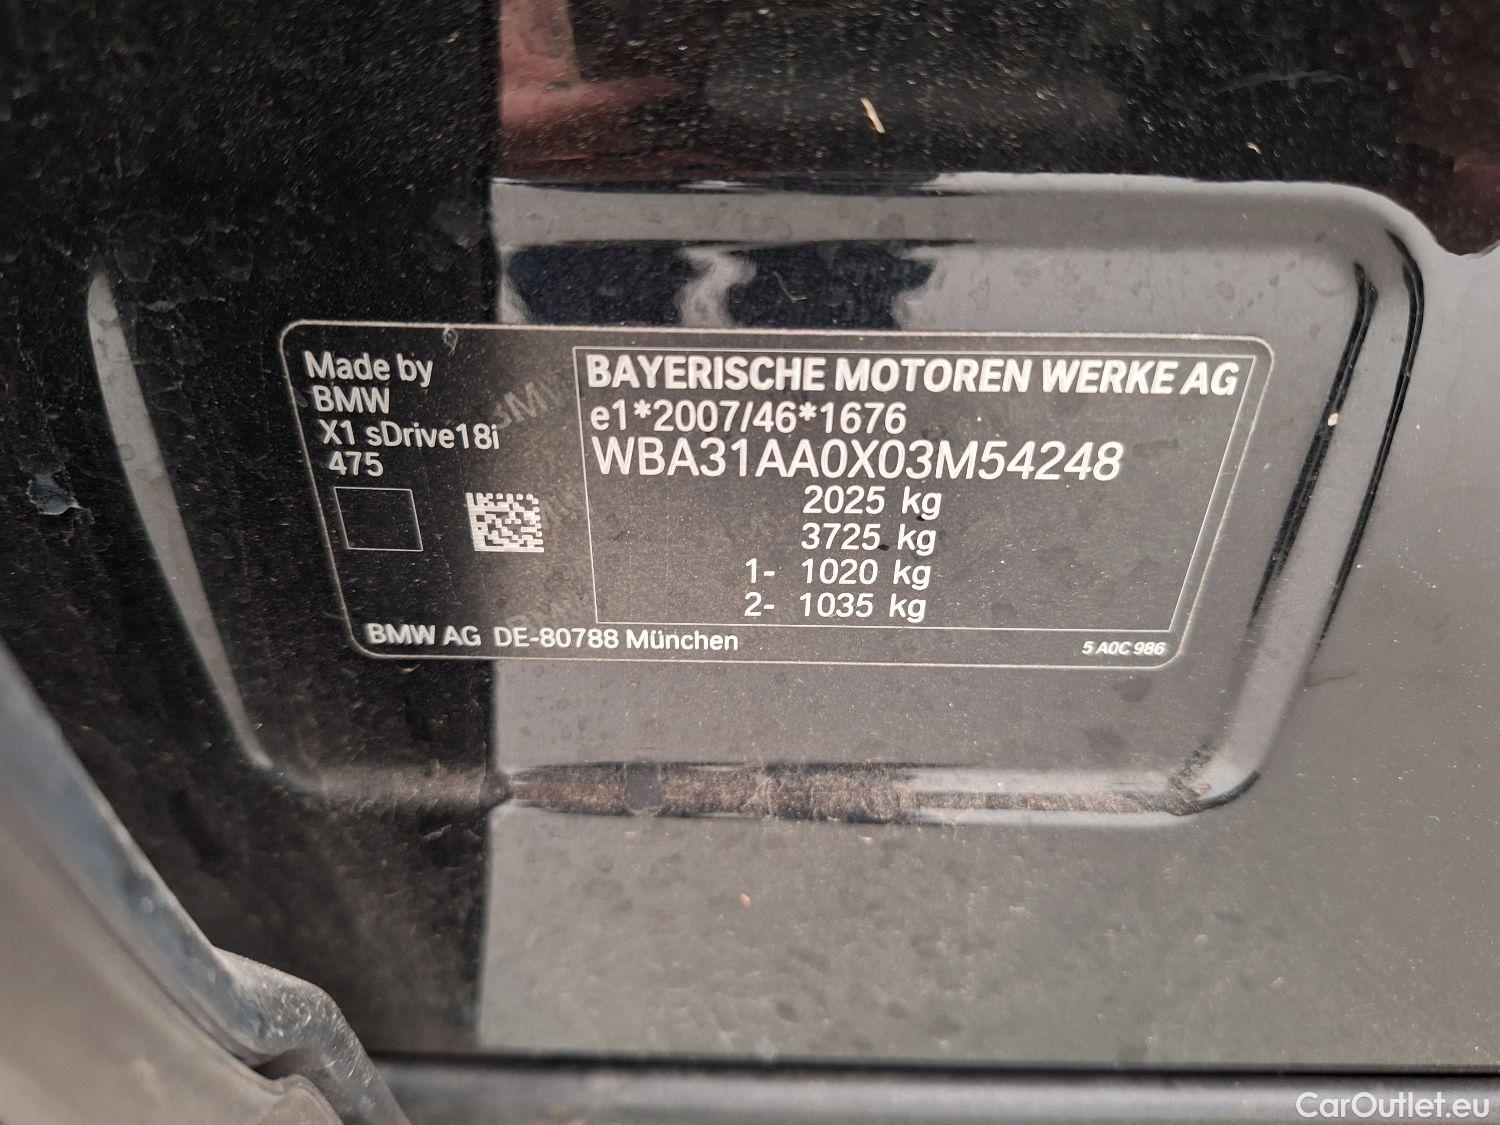 Made by
BMW
X1 sDrive18i
475
BAYERISCHE MOTOREN WERKE AG
e1*2007/46*1676
WBA31AA0X03M54248
2025 kg
3725 kg
1- 1020 kg
2- 1035 kg
BMW AG DE-80788 München
5 A0C 986
CarOutlet.eu